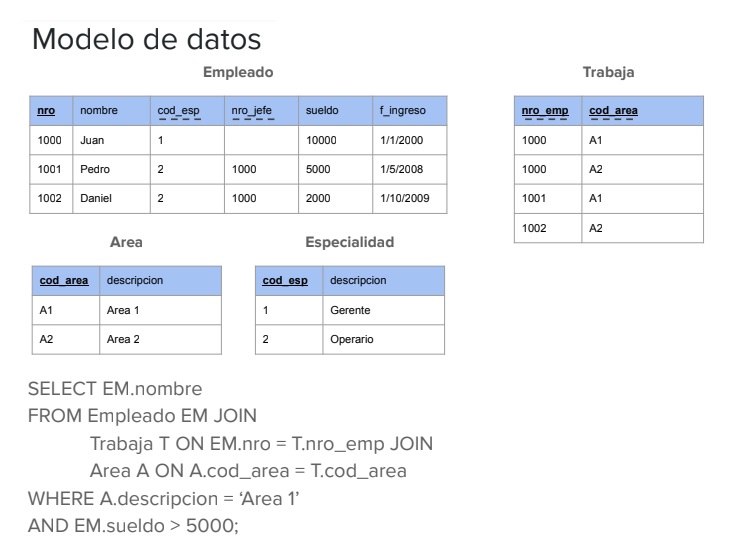 Modelo de datos
Empleado
nro nombre cod_esp nro_jefe sueldo f_ingreso
1000 Juan 1 10000 1/1/2000
1001 Pedro 2 1000 5000 1/5/2008
1002 Daniel 2 1000 2000 1/10/2009
Trabaja
nro_emp cod_area
1000 A1
1000 A2
1001 A1
1002 A2
Area
cod_area descripcion
A1 Area 1
A2 Area 2
Especialidad
cod_esp descripcion
1 Gerente
2 Operario
SELECT EM.nombre
FROM Empleado EM JOIN
Trabaja T ON EM.nro = T.nro_emp JOIN
Area A ON A.cod_area = T.cod_area
WHERE A.descripcion = ‘Area 1’
AND EM.sueldo > 5000;